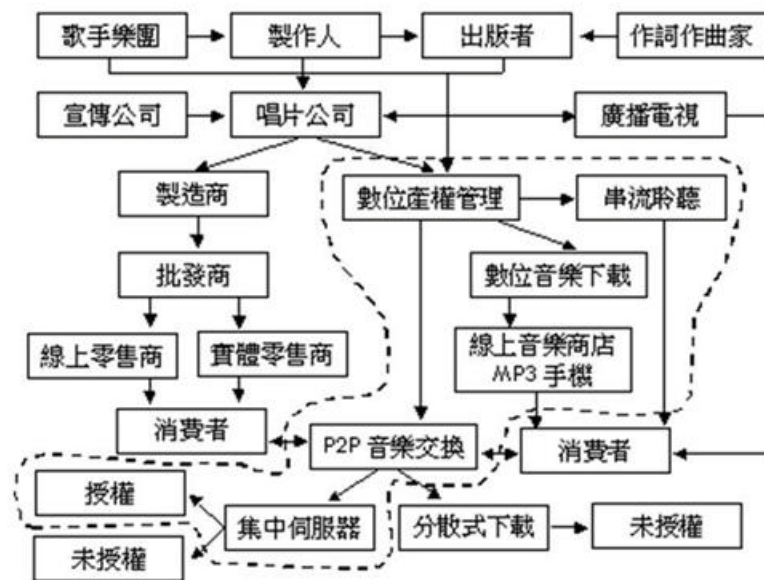 歌手樂團
製作人
出版者
作詞作曲家
宣傳公司
唱片公司
廣播電視
製造商
數位產權管理
串流聆聽
批發商
數位音樂下載
線上零售商
實體零售商
線上音樂商店
MP3 手機
消費者
P2P 音樂交換
消費者
授權
集中伺服器
分散式下載
未授權
未授權